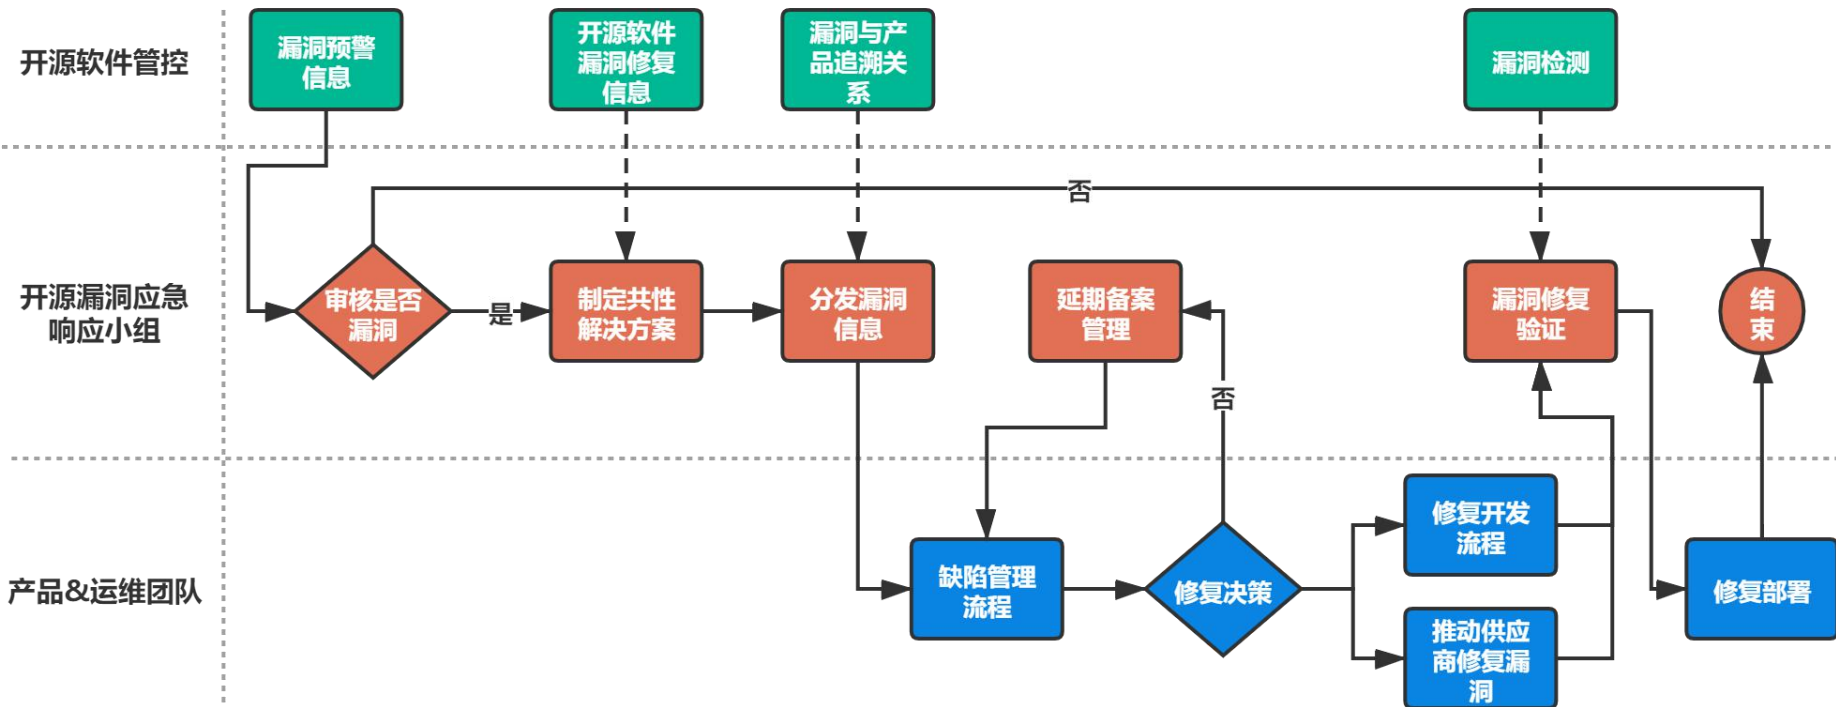 开源软件管控
漏洞预警
信息
开源软件
漏洞修复
信息
漏洞与产
品追溯关
系
漏洞检测
否
开源漏洞应急
响应小组
审核是否
漏洞
是
制定共性
解决方案
分发漏洞
信息
延期备案
管理
漏洞修复
验证
结
束
否
产品&运维团队
缺陷管理
流程
修复决策
修复开发
流程
推动供应
商修复漏
洞
修复部署